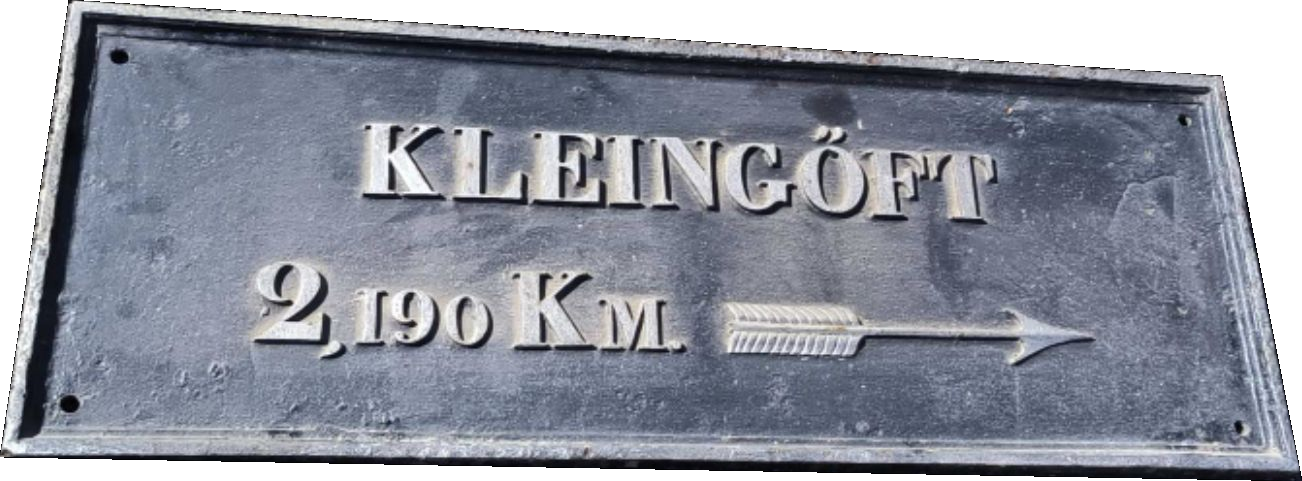 KLEINGÖFT
2,190 KM.